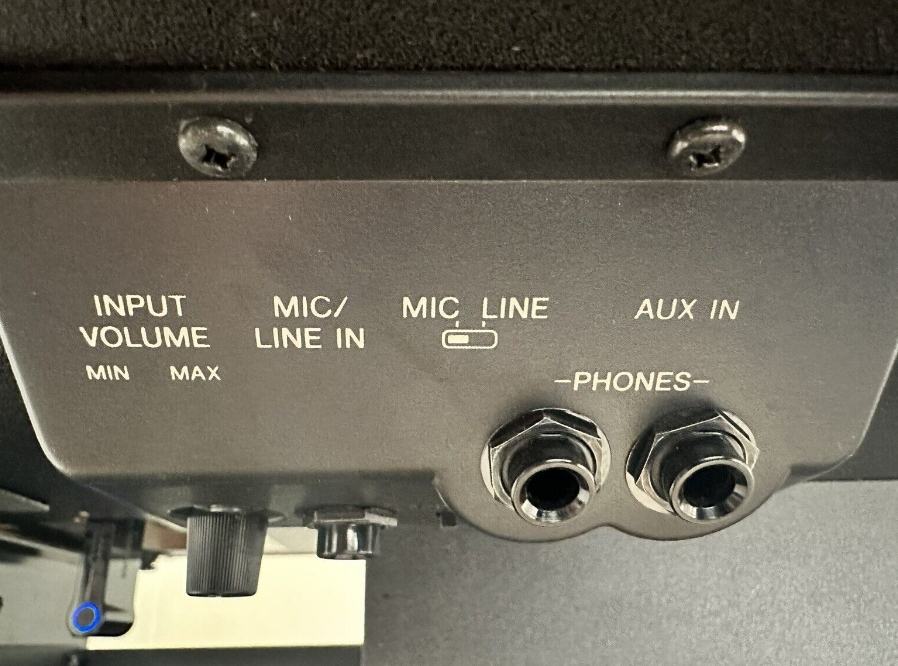 INPUT
VOLUME
MIN MAX
MIC/
LINE IN
MIC LINE
AUX IN
-PHONES-